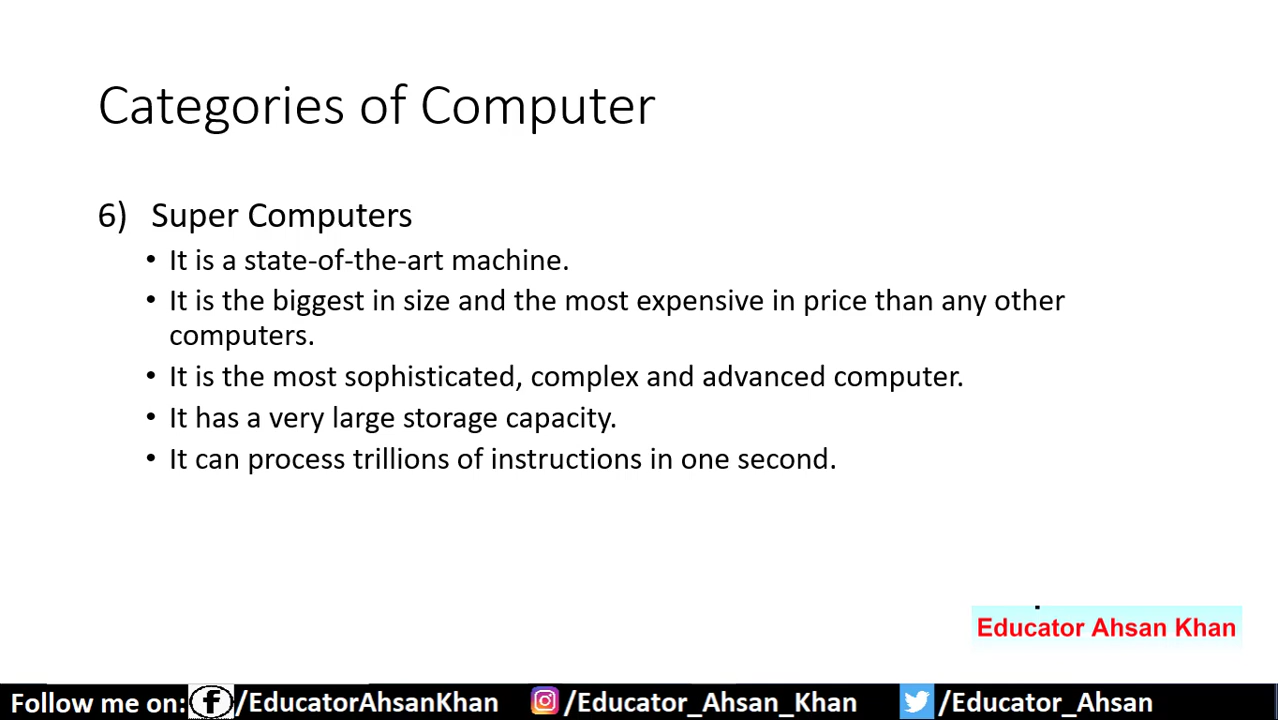 Categories of Computer
6) Super Computers
• It is a state-of-the-art machine.
• It is the biggest in size and the most expensive in price than any other
computers.
• It is the most sophisticated, complex and advanced computer.
• It has a very large storage capacity.
• It can process trillions of instructions in one second.
Educator Ahsan Khan
Follow me on: f/EducatorAhsanKhan /Educator_Ahsan_Khan /Educator_Ahsan